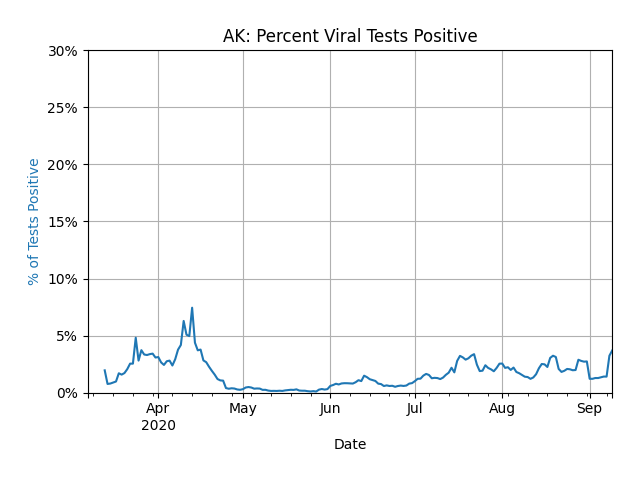 AK: Percent Viral Tests Positive
% of Tests Positive
30%
25%
20%
15%
10%
5%
0%
Apr
2020
May
Jun
Jul
Aug
Sep
Date